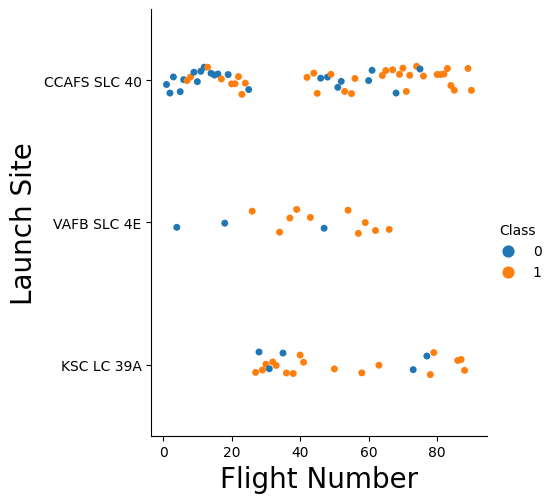 Launch Site
CCAFS SLC 40
VAFB SLC 4E
KSC LC 39A
0 20 40 60 80
Flight Number
Class
0
1